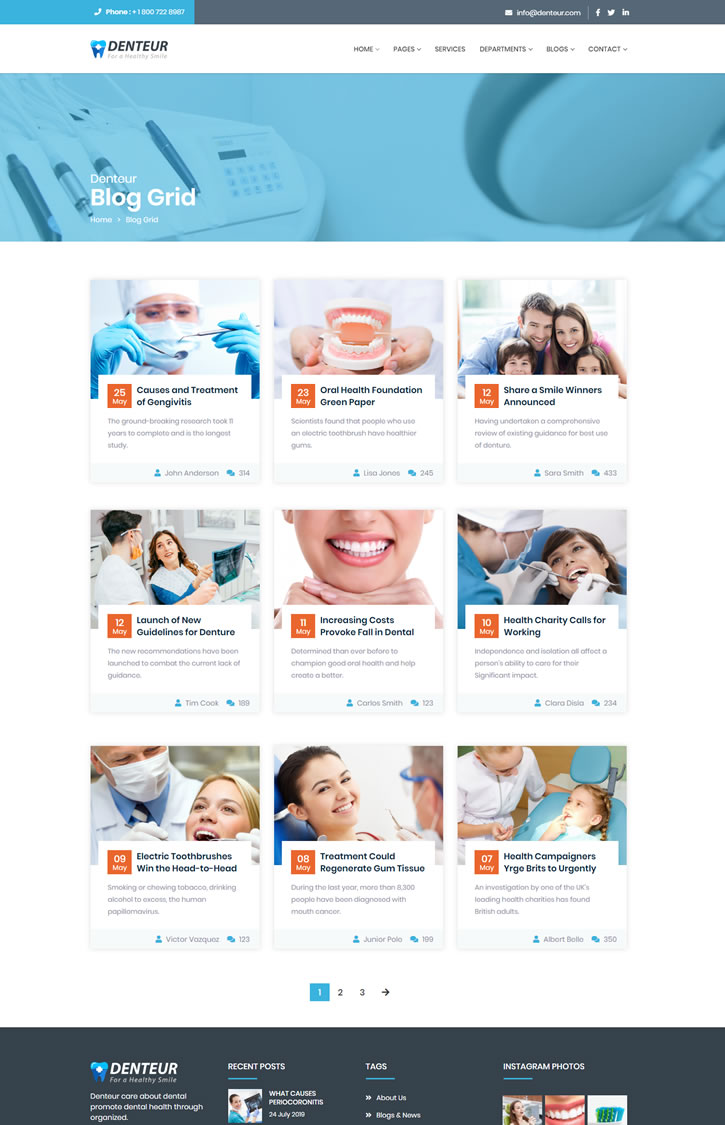 Phone : + 1 800 722 8987
info@denteur.com
DENTEUR
For a Healthy Smile
HOME
PAGES
SERVICES
DEPARTMENTS
BLOGS
CONTACT
Denteur
Blog Grid
Home
Blog Grid
25
May
Causes and Treatment
of Gengivitis
The ground-breaking research took 11
years to complete and is the longest
study.
John Anderson
314
23
May
Oral Health Foundation
Green Paper
Scientists found that people who use
an electric toothbrush have healthier
gums.
Lisa Jones
245
12
May
Share a Smile Winners
Announced
Having undertaken a comprehensive
review of existing guidance for best use
of denture.
Sara Smith
433
12
May
Launch of New
Guidelines for Denture
The new recommendations have been
launched to combat the current lack of
guidance.
Tim Cook
189
11
May
Increasing Costs
Provoke Fall in Dental
Determined than ever before to
champion good oral health and help
create a better.
Carlos Smith
123
10
May
Health Charity Calls for
Working
Independence and isolation all affect a
person's ability to care for their
Significant impact.
Clara Disla
234
09
May
Electric Toothbrushes
Win the Head-to-Head
Smoking or chewing tobacco, drinking
alcohol to excess, the human
papillomavirus.
Victor Vazquez
123
08
May
Treatment Could
Regenerate Gum Tissue
During the last year, more than 8,300
people have been diagnosed with
mouth cancer.
Junior Pole
199
07
May
Health Campaigners
Yrge Brits to Urgently
An investigation by one of the UK's
leading health charities has found
British adults.
Albert Belle
350
1 2 3
DENTEUR
For a Healthy Smile
Denteur care about dental
promote dental health through
organized.
RECENT POSTS
WHAT CAUSES
PERIOCORONITIS
24 July 2019
TAGS
About Us
Blogs & News
INSTAGRAM PHOTOS